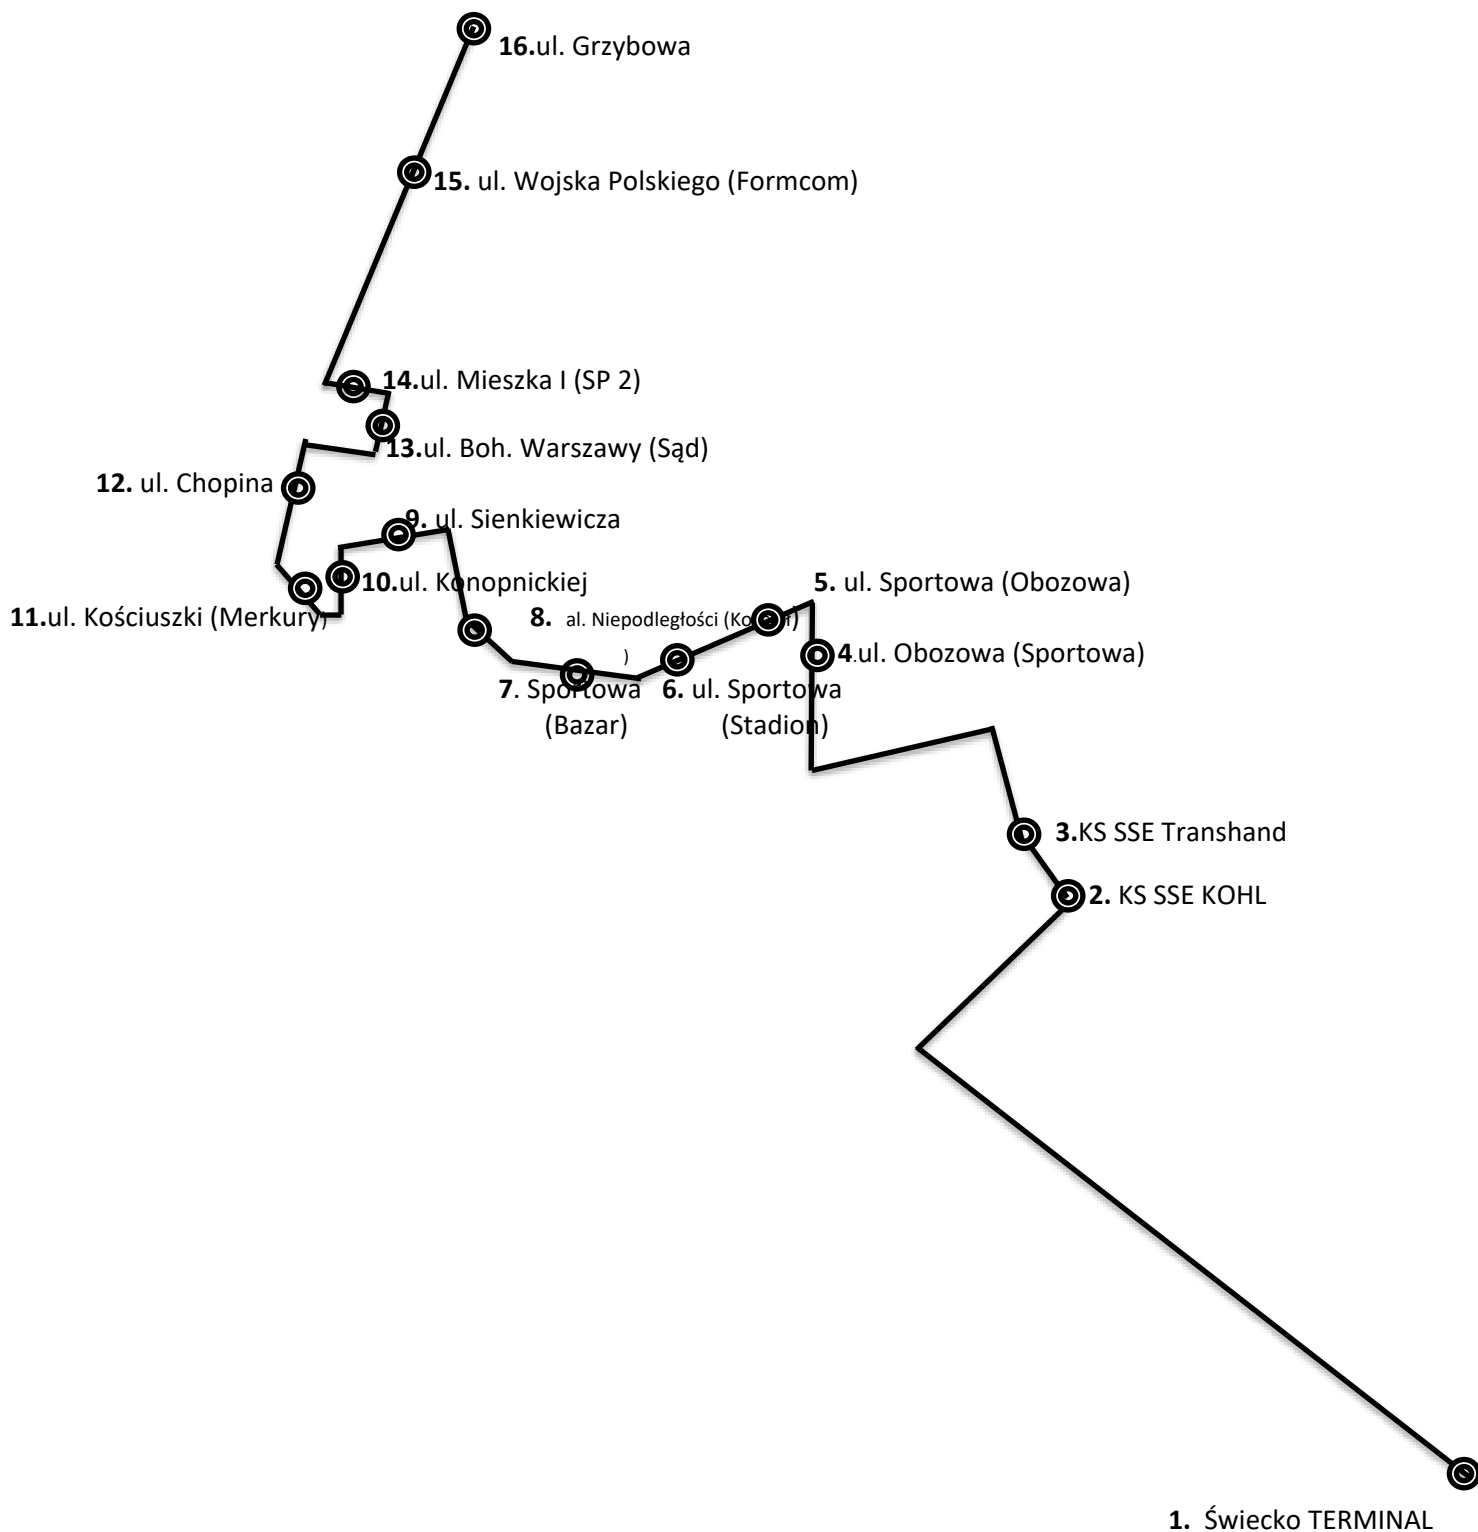 16.ul. Grzybowa
15. ul. Wojska Polskiego (Formcom)
14.ul. Mieszka I (SP 2)
13.ul. Boh. Warszawy (Sąd)
12. ul. Chopina
9. ul. Sienkiewicza
10.ul. Konopnickiej
5. ul. Sportowa (Obozowa)
11.ul. Kościuszki (Merkury)
8. al. Niepodległości
)
4.ul. Obozowa (Sportowa)
7. Sportowa
(Bazar)
6. ul. Sportowa
(Stadion)
3.KS SSE Transhand
2. KS SSE KOHL
1. Świecko TERMINAL